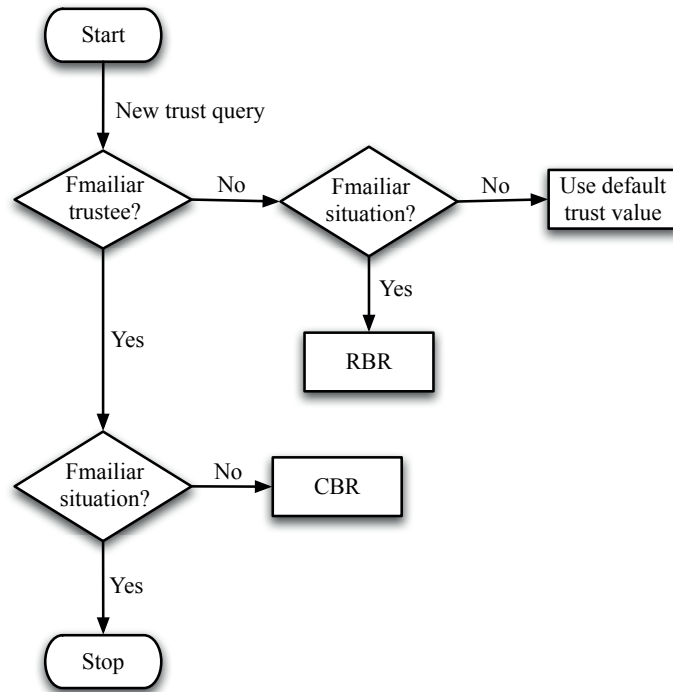 Start
New trust query
Fmailiar
trustee?
No
Fmailiar
situation?
No
Use default
trust value
Yes
RBR
Yes
Fmailiar
situation?
No
CBR
Yes
Stop